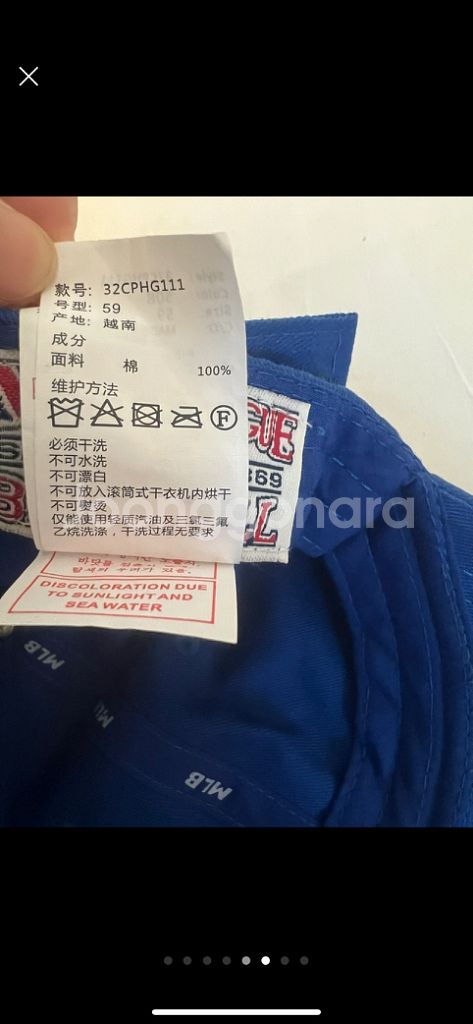 款号: 32CPHG111
号型: 59
产地: 越南
成分
面料 棉 100%
维护方法
F
必须干洗
不可水洗
不可漂白
不可放入滚筒式干衣机内烘干
不可熨烫
仅能使用轻质汽油及三氯三氟
乙烷洗涤，干洗过程无要求
GUE
869
L
joonggonara
DISCOLORATION DUE
TO SUNLIGHT AND
SEA WATER
MLB
MLB